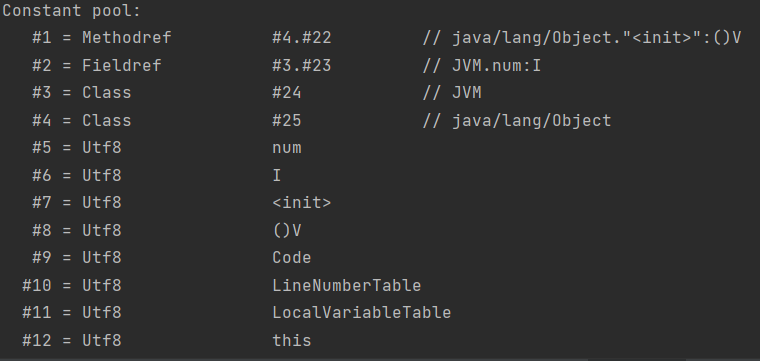 Constant pool:
#1 = Methodref #4.#22 // java/lang/Object."<init>":()V
#2 = Fieldref #3.#23 // JVM.num:I
#3 = Class #24 // JVM
#4 = Class #25 // java/lang/Object
#5 = Utf8 num
#6 = Utf8 I
#7 = Utf8 <init>
#8 = Utf8 ()V
#9 = Utf8 Code
#10 = Utf8 LineNumberTable
#11 = Utf8 LocalVariableTable
#12 = Utf8 this